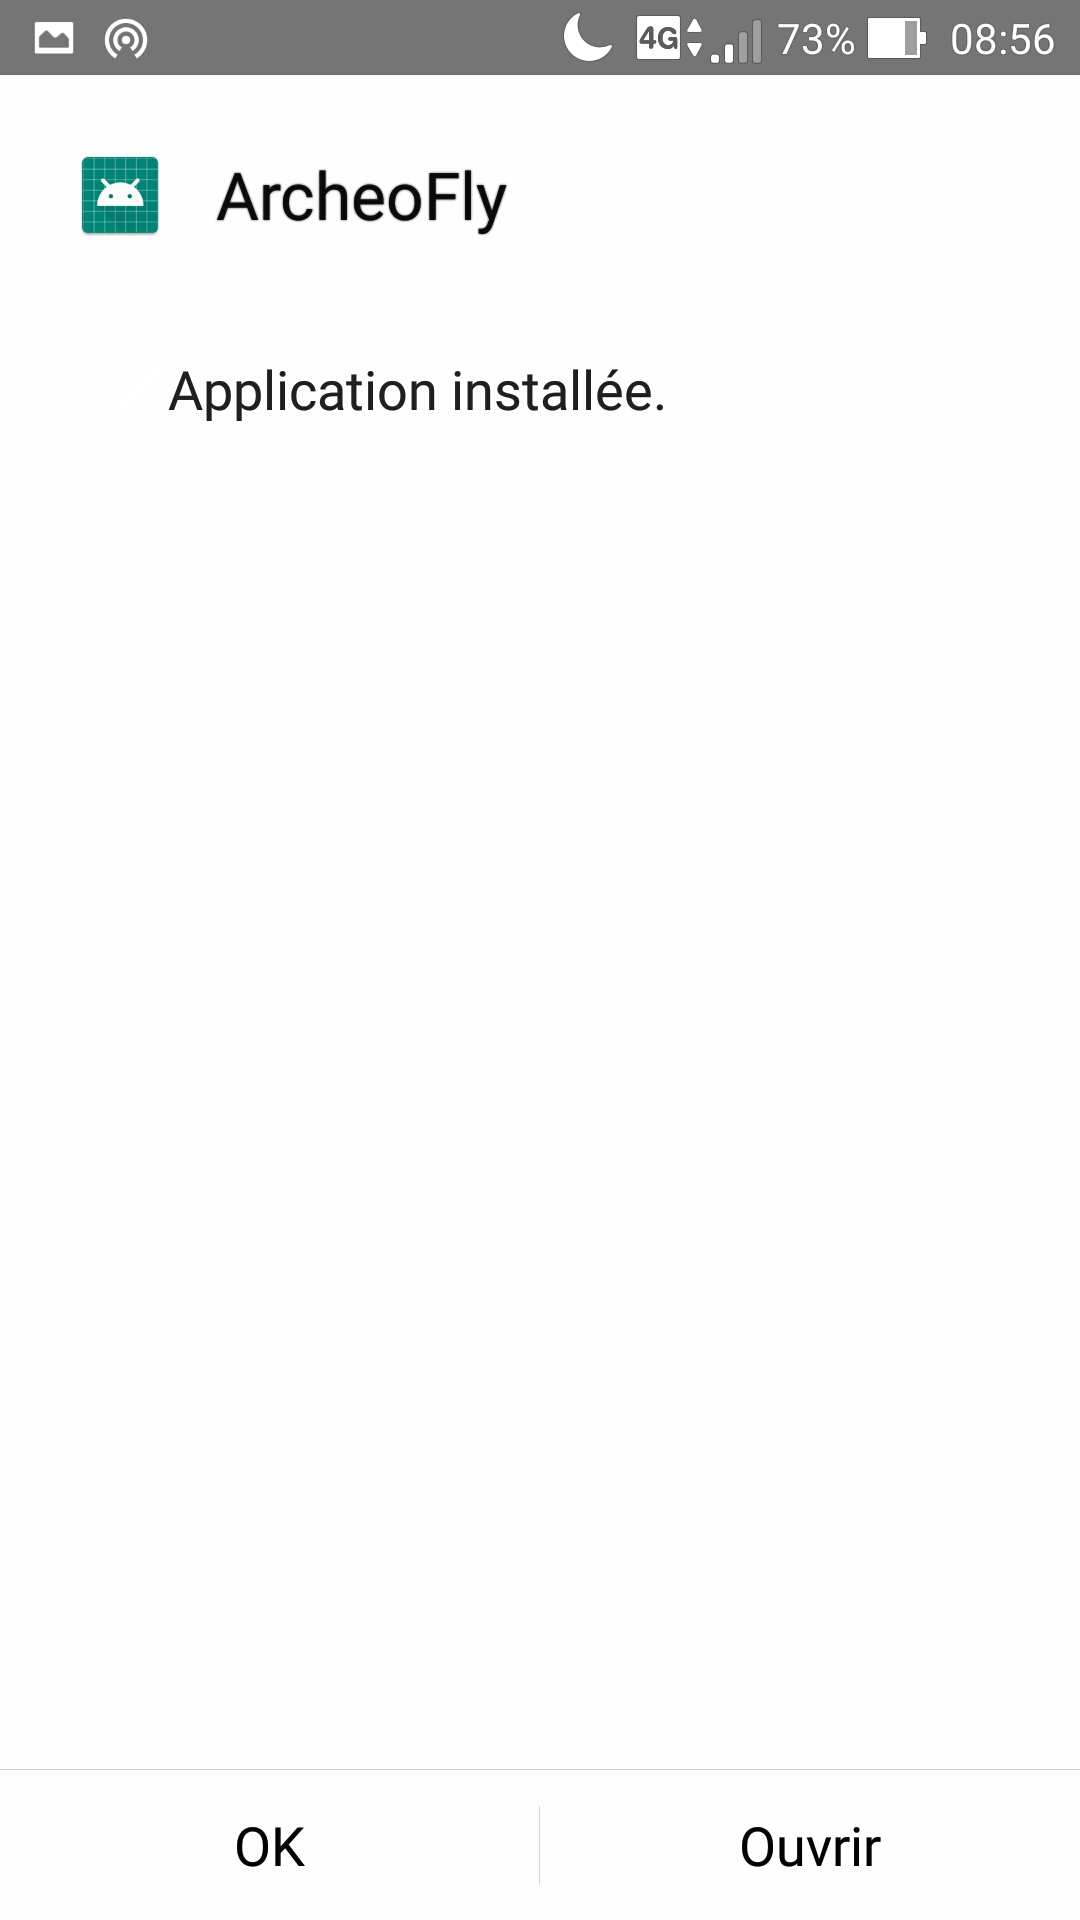 4G 73% 08:56
ArcheoFly
Application installée.
OK Ouvrir